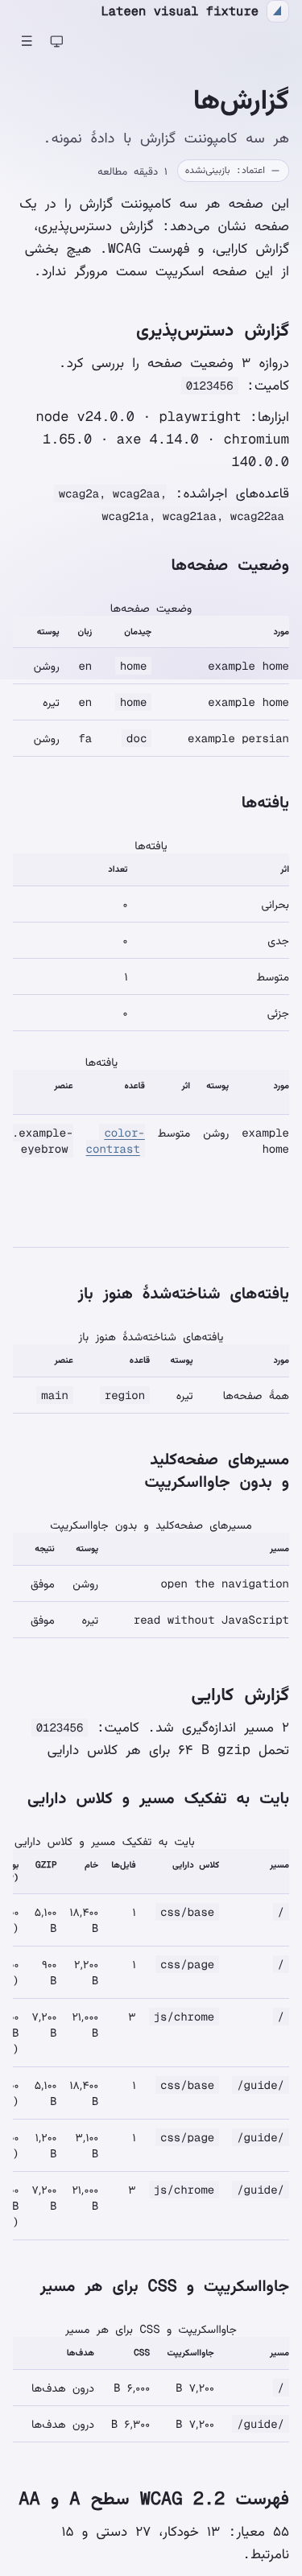 Lateen visual fixture
گزارش‌ها
هر سه کامپوننت گزارش با دادهٔ نمونه.
— اعتماد: بازبینی‌نشده
۱ دقیقه مطالعه
این صفحه هر سه کامپوننت گزارش را در یک
صفحه نشان می‌دهد: گزارش دسترس‌پذیری،
گزارش کارایی، و فهرست WCAG. هیچ بخشی
از این صفحه اسکریپت سمت مرورگر ندارد.
گزارش دسترس‌پذیری
دروازه ۳ وضعیت صفحه را بررسی کرد.
کامیت: 0123456
ابزارها: node v24.0.0 · playwright
1.65.0 · axe 4.14.0 · chromium
140.0.0
قاعده‌های اجراشده: wcag2a, wcag2aa,
wcag21a, wcag21aa, wcag22aa
وضعیت صفحه‌ها
وضعیت صفحه‌ها
مورد چیدمان زبان پوسته
example home home en روشن
example home home en تیره
example persian doc fa روشن
یافته‌ها
یافته‌ها
اثر تعداد
بحرانی ۰
جدی ۰
متوسط ۱
جزئی ۰
یافته‌ها
مورد پوسته اثر قاعده عنصر
example روشن متوسط color- .example-
home contrast eyebrow
یافته‌های شناخته‌شدهٔ هنوز باز
یافته‌های شناخته‌شدهٔ هنوز باز
مورد پوسته قاعده عنصر
همهٔ صفحه‌ها تیره region main
مسیرهای صفحه‌کلید
و بدون جاوااسکریپت
مسیرهای صفحه‌کلید و بدون جاوااسکریپت
مسیر پوسته نتیجه
open the navigation روشن موفق
read without JavaScript تیره موفق
گزارش کارایی
۲ مسیر اندازه‌گیری شد. کامیت: 0123456
تحمل ۶۴ B gzip برای هر کلاس دارایی
بایت به تفکیک مسیر و کلاس دارایی
بایت به تفکیک مسیر و کلاس دارایی
مسیر کلاس دارایی فایل‌ها خام GZIP
/ css/base ۱ ۱۸,۴۰۰ ۵,۱۰۰
B B
/ css/page ۱ ۲,۲۰۰ ۹۰۰
B B
/ js/chrome ۳ ۲۱,۰۰۰ ۷,۲۰۰
B B
/guide/ css/base ۱ ۱۸,۴۰۰ ۵,۱۰۰
B B
/guide/ css/page ۱ ۳,۱۰۰ ۱,۲۰۰
B B
/guide/ js/chrome ۳ ۲۱,۰۰۰ ۷,۲۰۰
B B
جاوااسکریپت و CSS برای هر مسیر
جاوااسکریپت و CSS برای هر مسیر
مسیر جاوااسکریپت CSS هدف‌ها
/ ۷,۲۰۰ B ۶,۰۰۰ B درون هدف‌ها
/guide/ ۷,۲۰۰ B ۶,۳۰۰ B درون هدف‌ها
فهرست WCAG 2.2 سطح A و AA
۵۵ معیار: ۱۳ خودکار، ۲۷ دستی و ۱۵
نامرتبط.